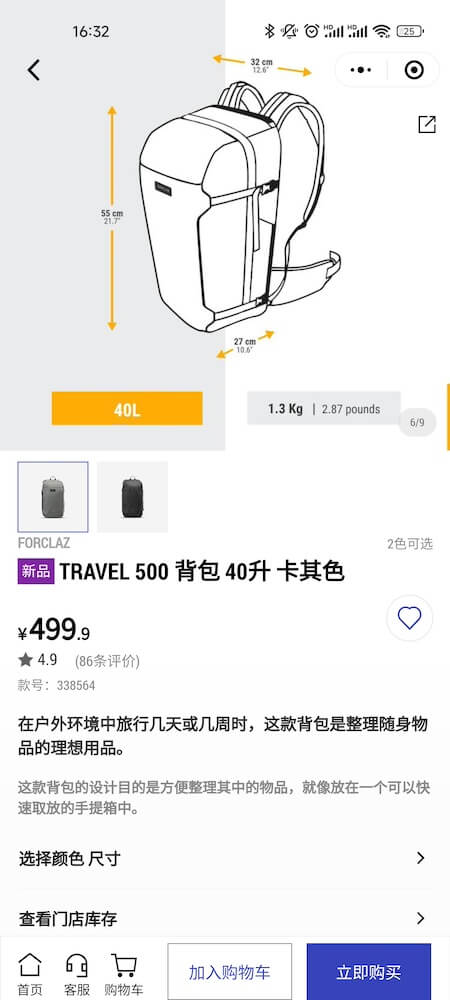 16:32
HD
HD
25
32 cm
12.6"
55 cm
21.7"
27 cm
10.6"
40L
1.3 Kg | 2.87 pounds
6/9
FORCLAZ
2色可选
新品 TRAVEL 500 背包 40升 卡其色
¥499.9
4.9 (86条评价)
款号：338564
在户外环境中旅行几天或几周时，这款背包是整理随身物
品的理想用品。
这款背包的设计目的是方便整理其中的物品，就像放在一个可以快
速取放的手提箱中。
选择颜色 尺寸
查看门店库存
首页 客服 购物车 加入购物车 立即购买